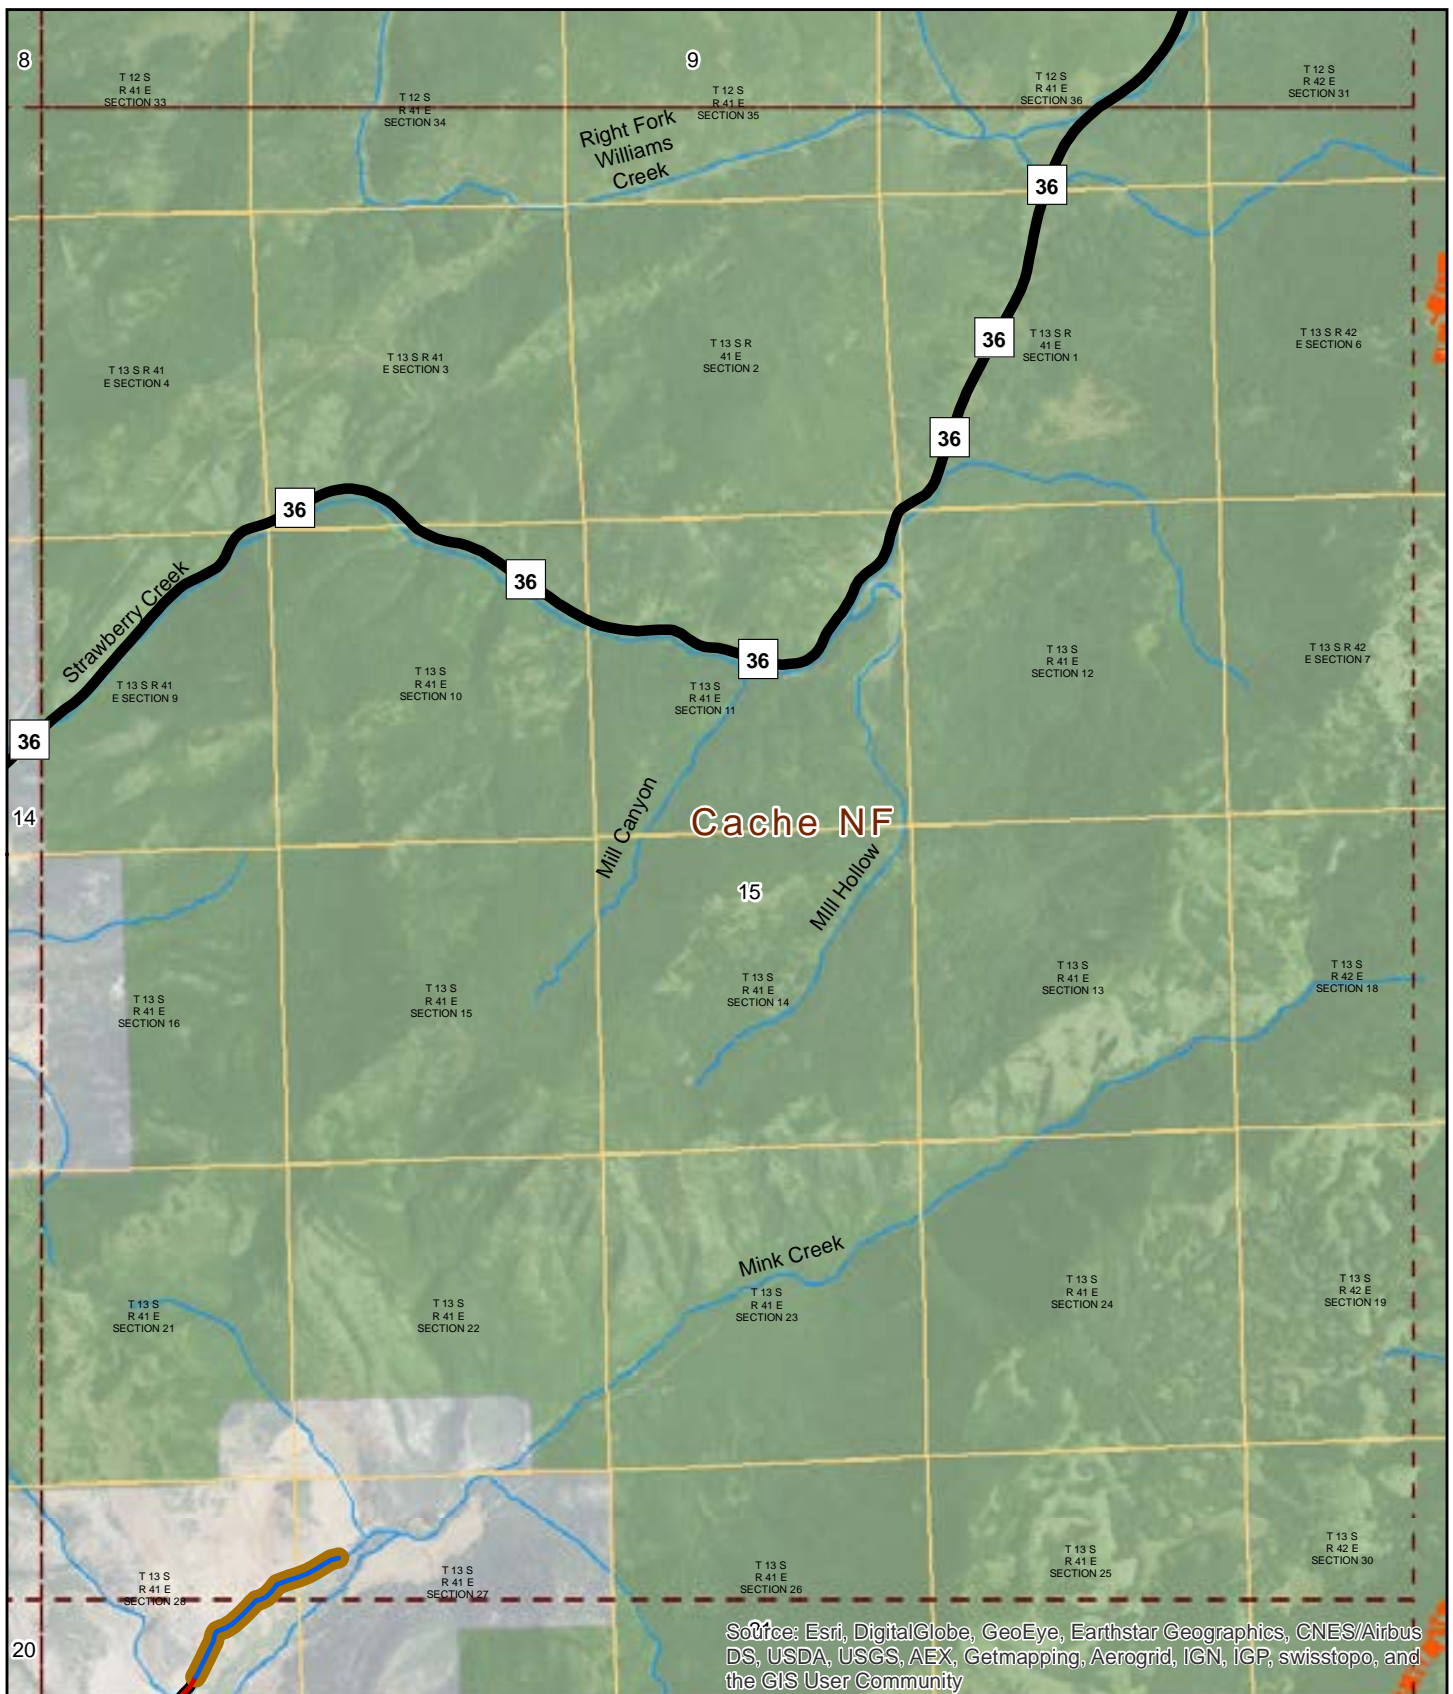 8
9
T 12 S
R 41 E
SECTION 33
T 12 S
R 41 E
SECTION 34
T 12 S
R 41 E
SECTION 35
T 12 S
R 41 E
SECTION 36
T 12 S
R 42 E
SECTION 31
Right Fork
Williams
Creek
36
36
36
T 13 S R 41
E SECTION 4
T 13 S R 41
E SECTION 3
T 13 S R
41 E
SECTION 2
T 13 S R
41 E
SECTION 1
T 13 S R 42
E SECTION 6
36
36
36
36
Strawberry Creek
T 13 S R 41
E SECTION 9
T 13 S
R 41 E
SECTION 10
T 13 S
R 41 E
SECTION 11
T 13 S
R 41 E
SECTION 12
T 13 S R 42
E SECTION 7
14
Mill Canyon
Cache NF
15
MIll Hollow
T 13 S
R 41 E
SECTION 16
T 13 S
R 41 E
SECTION 15
T 13 S
R 41 E
SECTION 14
T 13 S
R 41 E
SECTION 13
T 13 S
R 42 E
SECTION 18
Mink Creek
T 13 S
R 41 E
SECTION 21
T 13 S
R 41 E
SECTION 22
T 13 S
R 41 E
SECTION 23
T 13 S
R 41 E
SECTION 24
T 13 S
R 42 E
SECTION 19
T 13 S
R 41 E
SECTION 28
T 13 S
R 41 E
SECTION 27
T 13 S
R 41 E
SECTION 26
T 13 S
R 41 E
SECTION 25
T 13 S
R 42 E
SECTION 30
20
21
Source: Esri, DigitalGlobe, GeoEye, Earthstar Geographics, CNES/Airbus
DS, USDA, USGS, AEX, Getmapping, Aerogrid, IGN, IGP, swisstopo, and
the GIS User Community